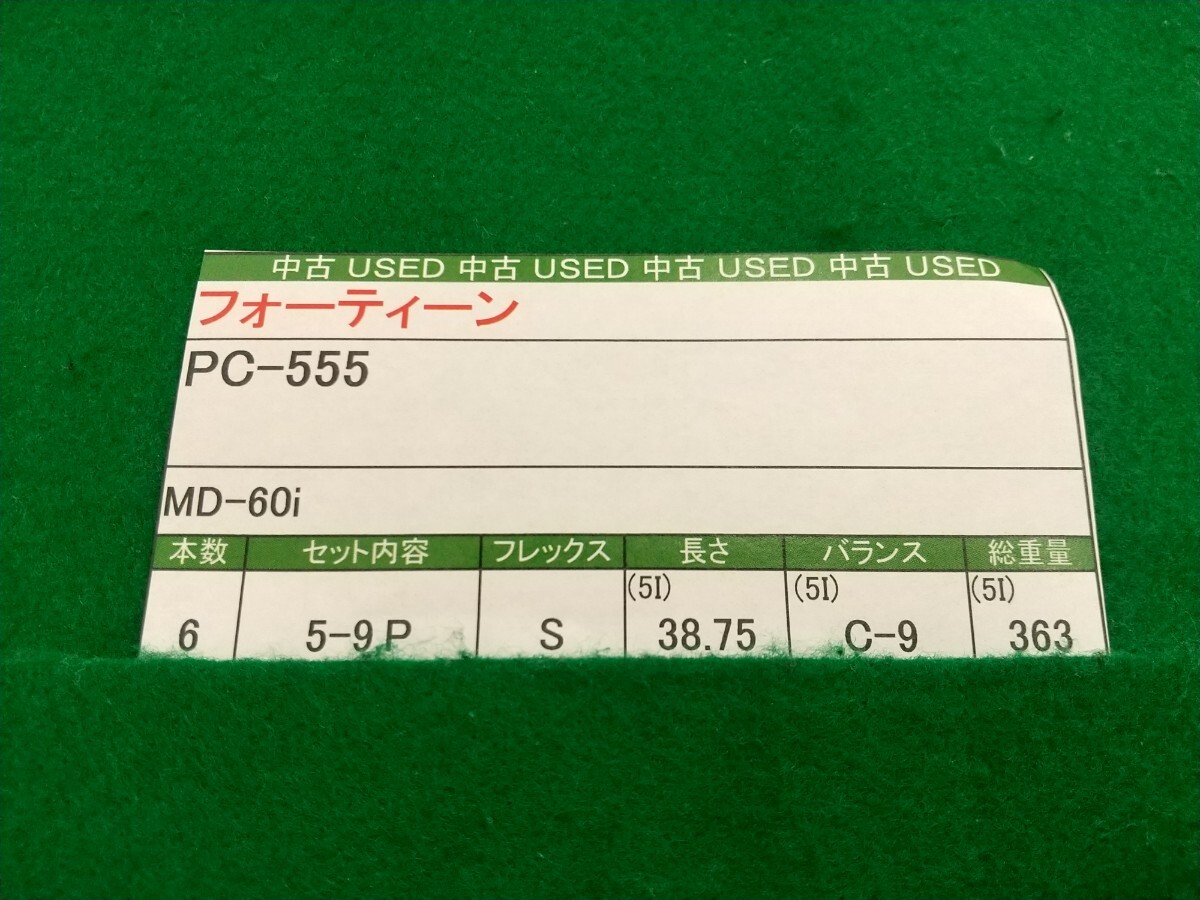 中古 USED 中古 USED 中古 USED 中古 USED
フォーティーン
PC-555
MD-60i
本数 セット内容 フレックス 長さ バランス 総重量
(5I) (5I) (5I)
6 5-9P S 38.75 C-9 363